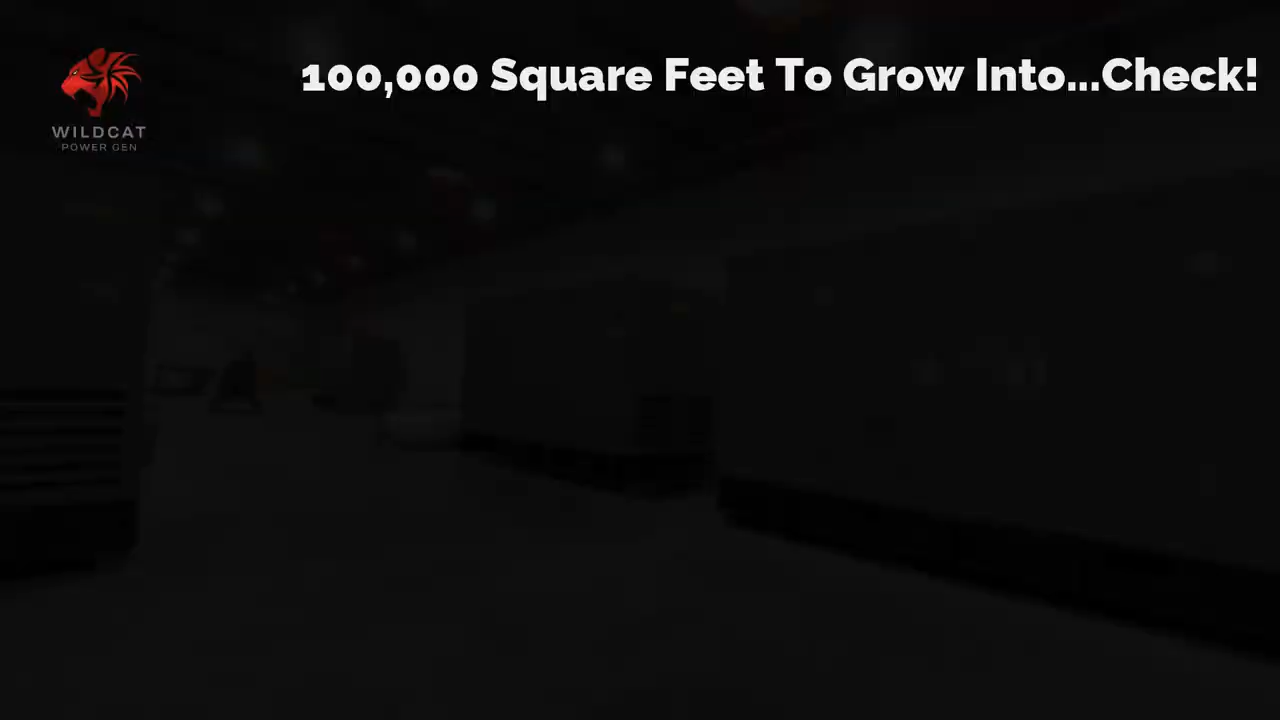 100,000 Square Feet To Grow Into...Check!
WILDCAT
POWER GEN